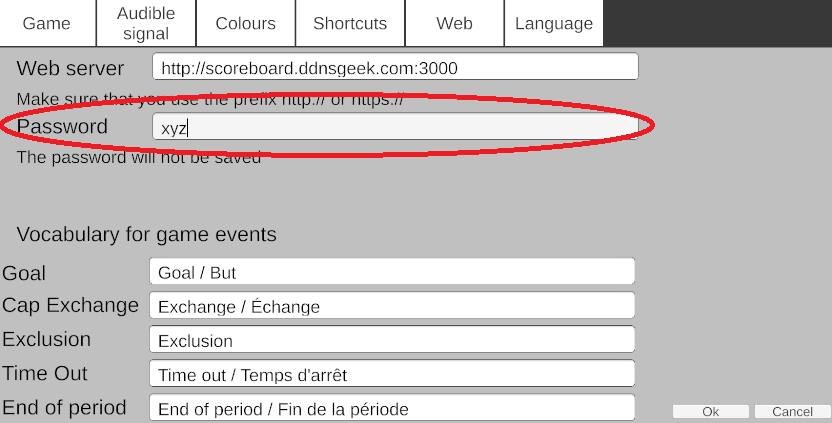 Game
Audible signal
Colours
Shortcuts
Web
Language
Web server http://scoreboard.ddnsgeek.com:3000
Make sure that you use the prefix http:// or https://
Password xyz
The password will not be saved
Vocabulary for game events
Goal Goal / But
Cap Exchange Exchange / Échange
Exclusion Exclusion
Time Out Time out / Temps d'arrêt
End of period End of period / Fin de la période
Ok Cancel